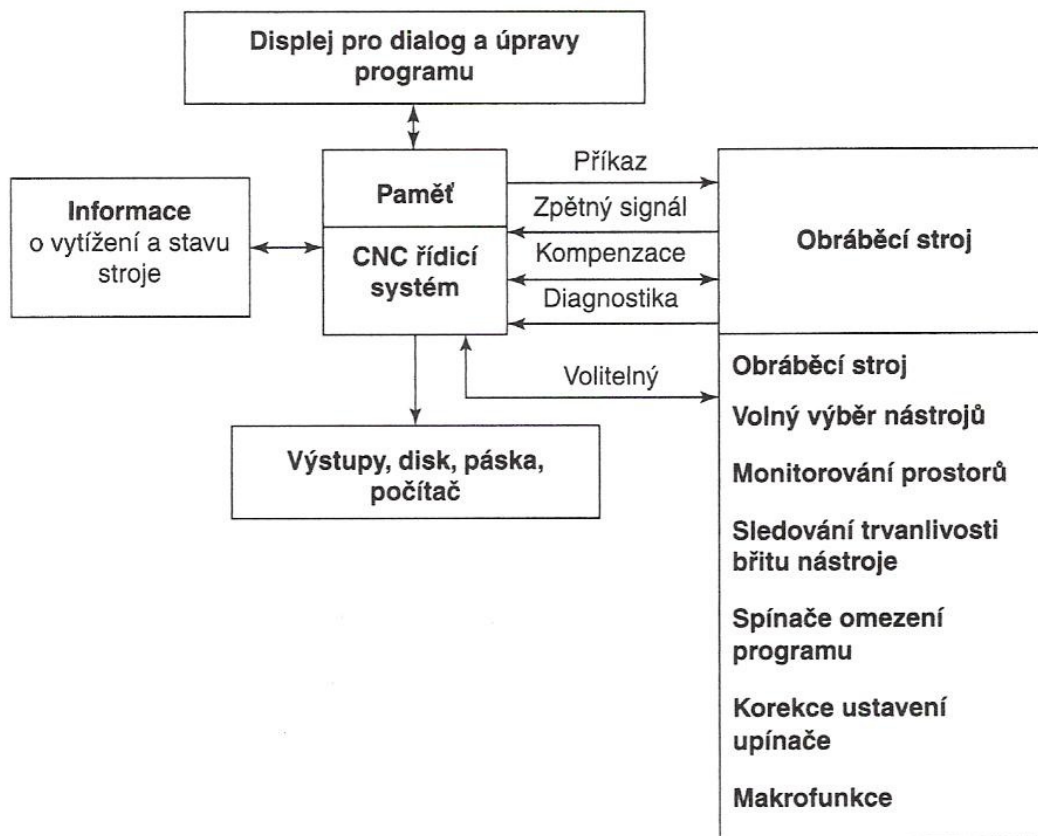 Displej pro dialog a úpravy
programu
Paměť
CNC řídicí
systém
Informace
o vytížení a stavu
stroje
Příkaz
Zpětný signál
Kompenzace
Diagnostika
Volitelný
Obráběcí stroj
Výstupy, disk, páska,
počítač
Obráběcí stroj
Volný výběr nástrojů
Monitorování prostorů
Sledování trvanlivosti
břitu nástroje
Spínače omezení
programu
Korekce ustavení
upínače
Makrofunkce